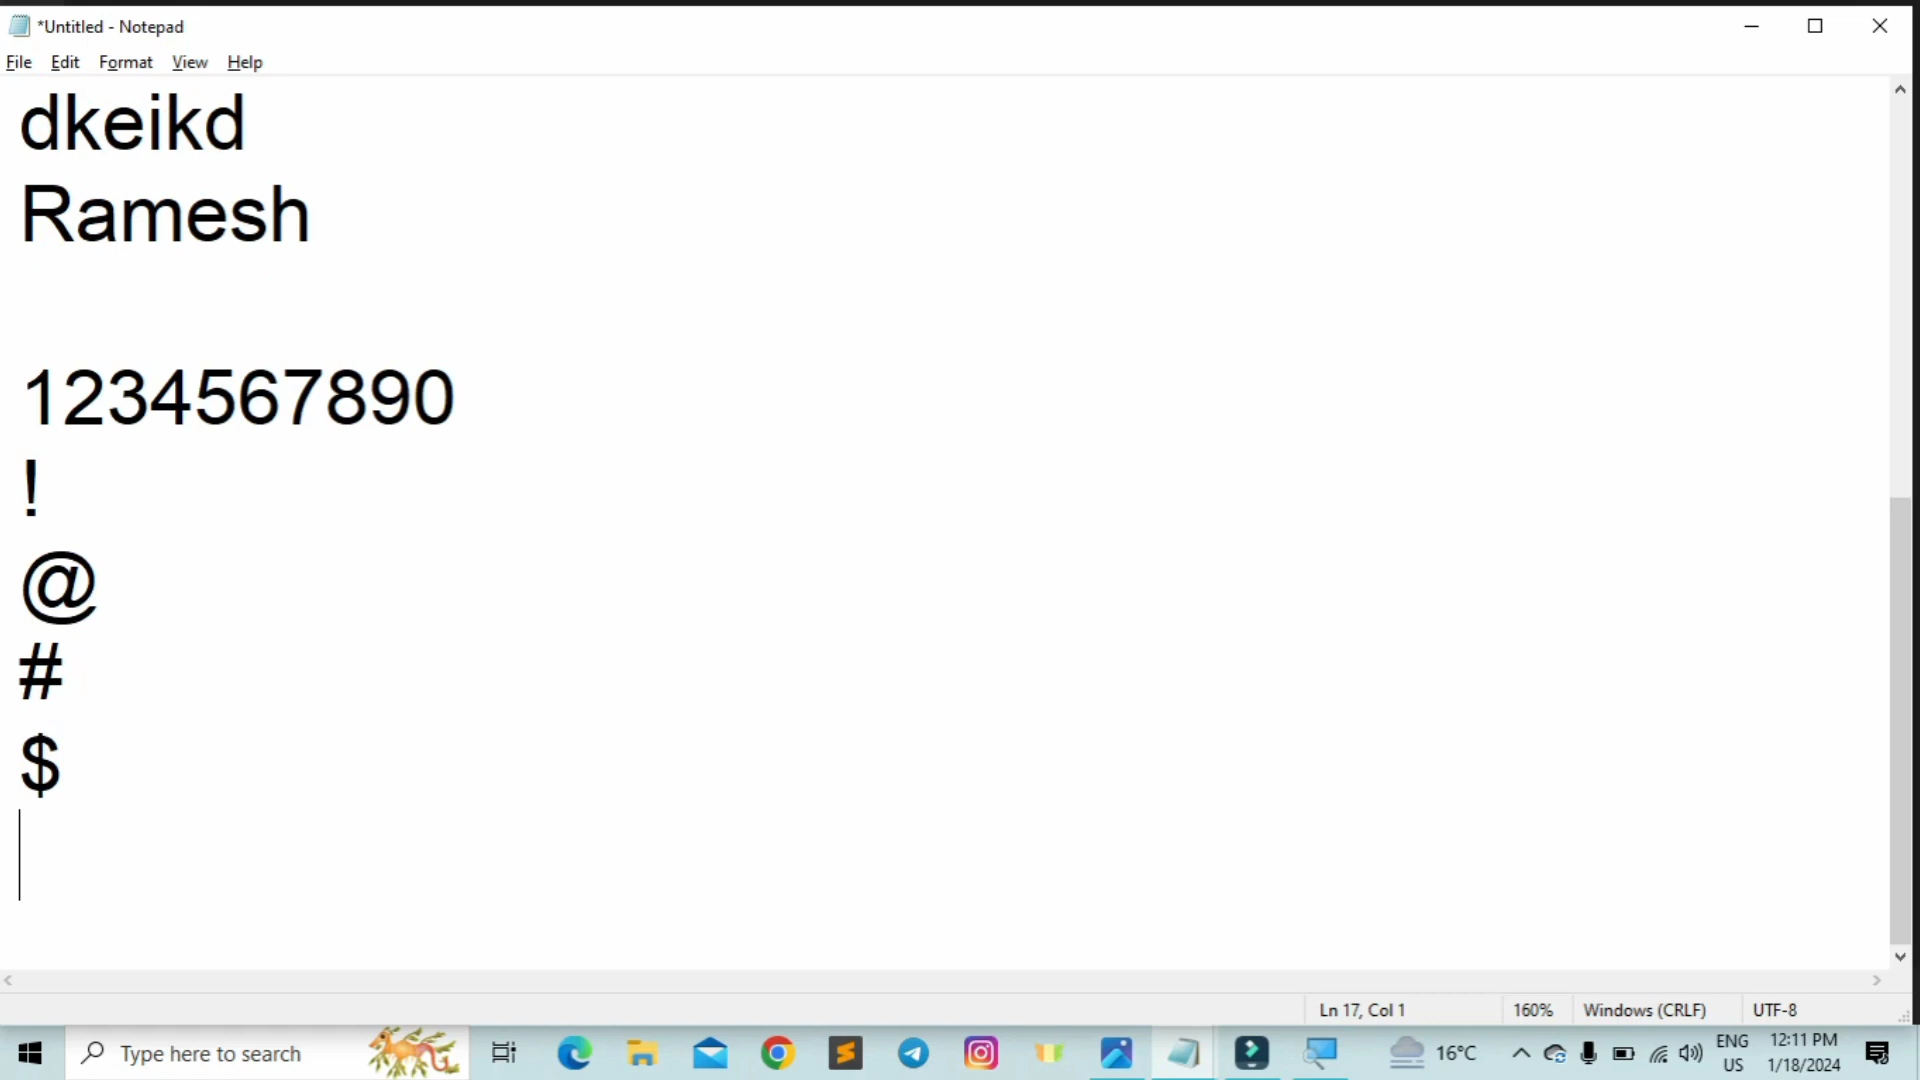 *Untitled - Notepad
File Edit Format View Help
dkeikd
Ramesh
1234567890
!
@
#
$
Ln 17, Col 1 160% Windows (CRLF) UTF-8
Type here to search 16°C ENG 12:11 PM
US 1/18/2024